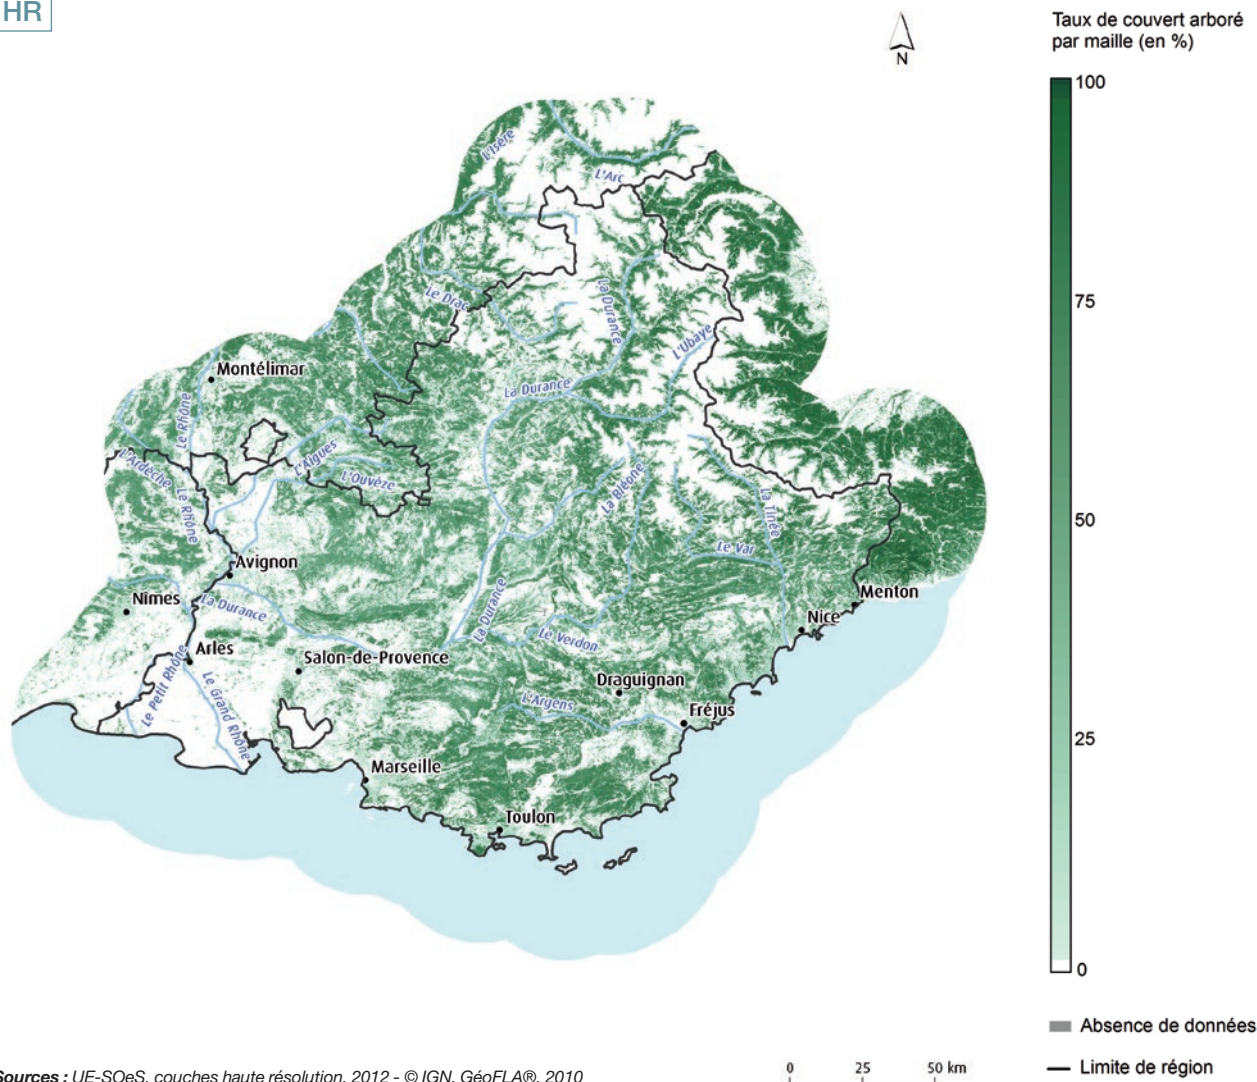 HR
Taux de couvert arboré
par maille (en %)
N
100
75
50
25
0
L'Isère
L'Arc
Le Drac
La Durance
L'Ubaye
La Durance
Montélimar
Le Rhône
L'Aigues
L'Ardèche
L'Ouvèze
Le Rhône
La Bléone
La Tinée
Le Var
Avignon
Menton
Nîmes
La Durance
La Durance
Nice
Le Verdon
Arles
Salon-de-Provence
Le Petit Rhône
Le Grand Rhône
Draguignan
L'Argens
Fréjus
Marseille
Toulon
Absence de données
Limite de région
0 25 50 km
Sources : UE-SOeS, couches haute résolution, 2012 - © IGN, GéoFLA®, 2010